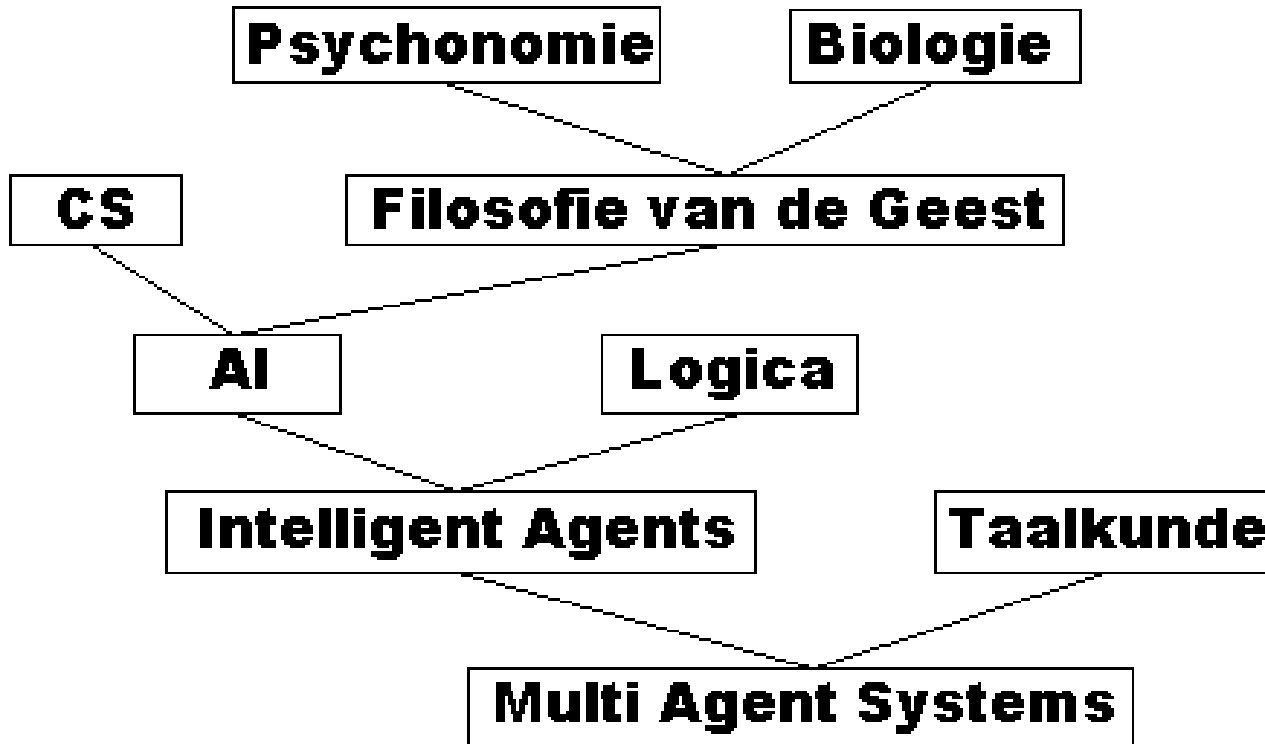 Psychonomie
Biologie
CS
Filosofie van de Geest
AI
Logica
Intelligent Agents
Taalkunde
Multi Agent Systems